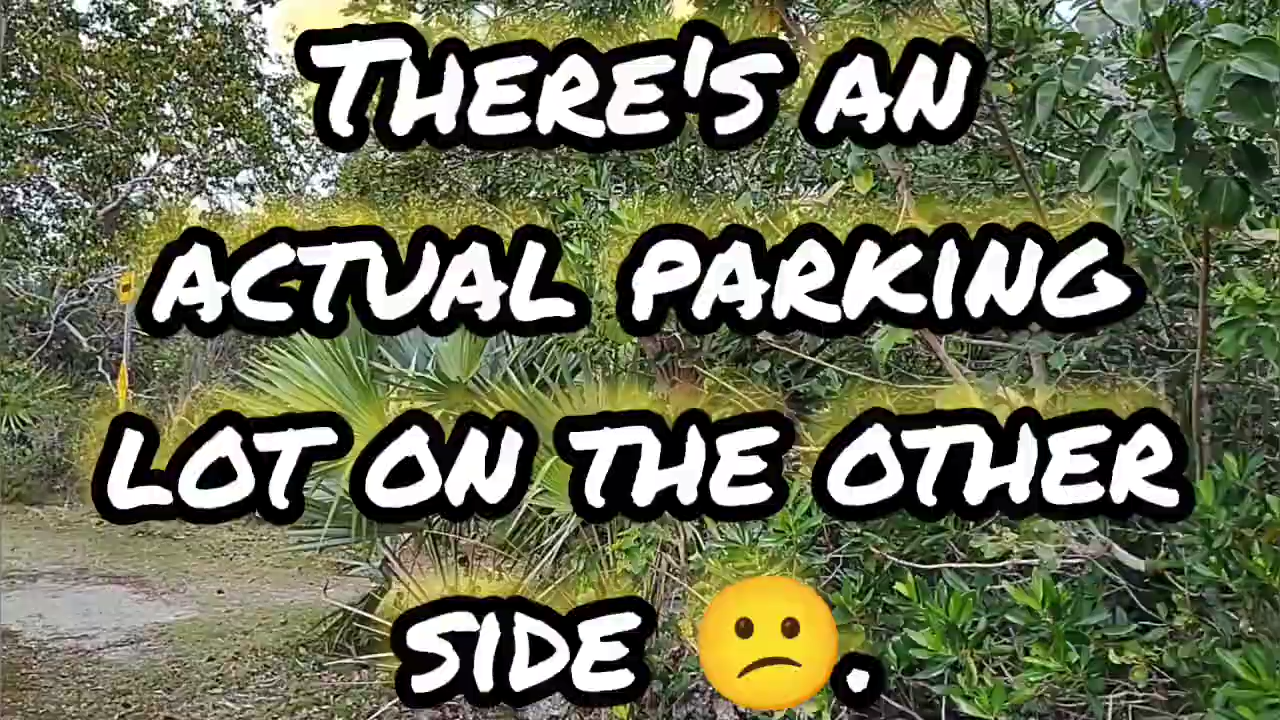 There's an
actual parking
lot on the other
side 😕.